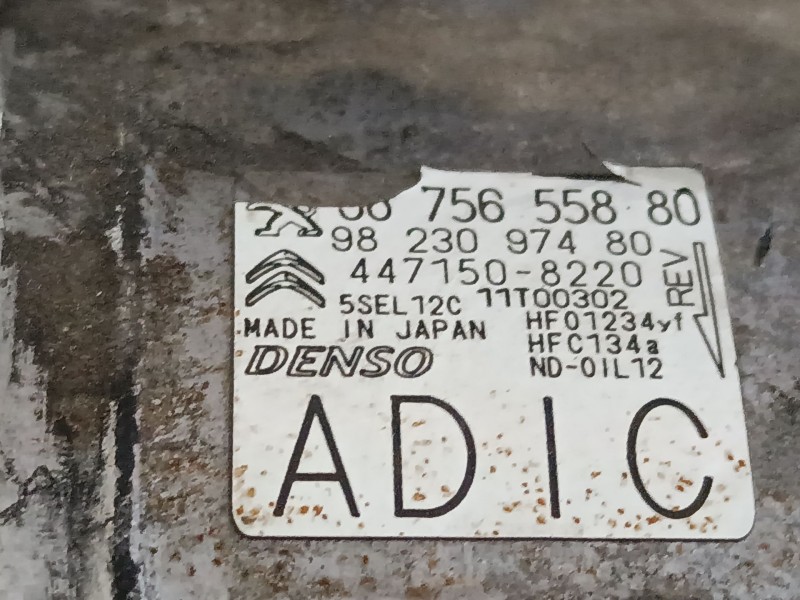 756 558 80
98 230 974 80
447150-8220
REV
5SEL12C 11T00302
MADE IN JAPAN HFO1234yf
HFC134a
DENSO ND-OIL12
ADIC